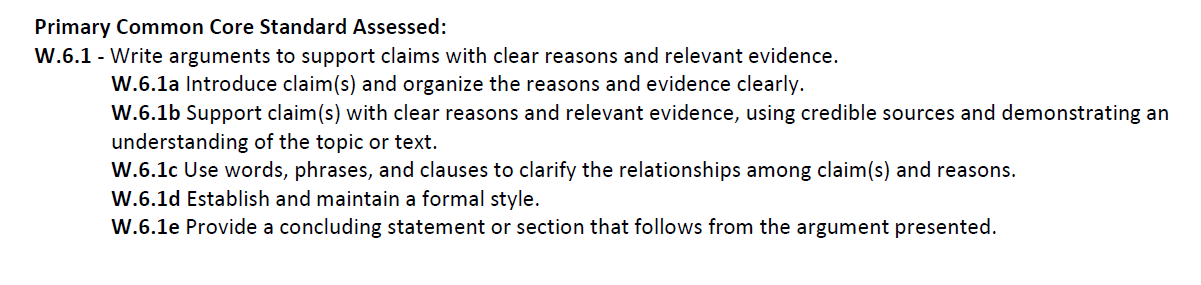 Primary Common Core Standard Assessed:
W.6.1 - Write arguments to support claims with clear reasons and relevant evidence.
W.6.1a Introduce claim(s) and organize the reasons and evidence clearly.
W.6.1b Support claim(s) with clear reasons and relevant evidence, using credible sources and demonstrating an
understanding of the topic or text.
W.6.1c Use words, phrases, and clauses to clarify the relationships among claim(s) and reasons.
W.6.1d Establish and maintain a formal style.
W.6.1e Provide a concluding statement or section that follows from the argument presented.